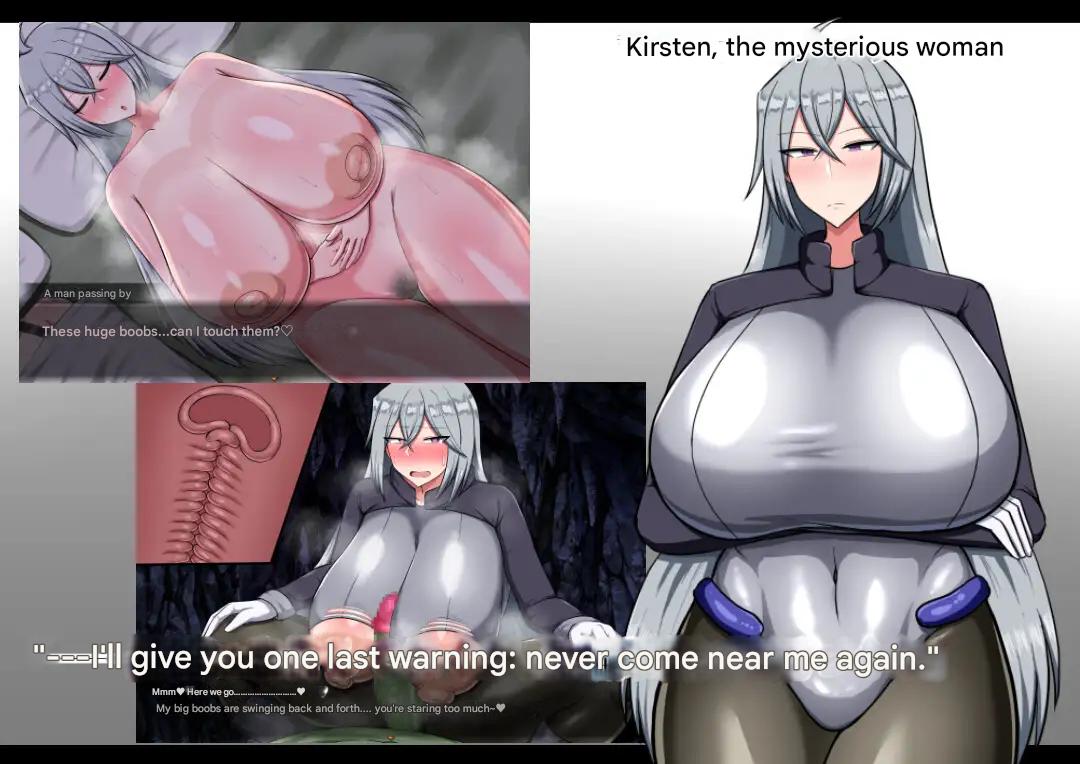 Kirsten, the mysterious woman
A man passing by
These huge boobs...can I touch them?♡
"----I'll give you one last warning: never come near me again."
Mmm♥ Here we go...........................♥
My big boobs are swinging back and forth.... you're staring too much~♥